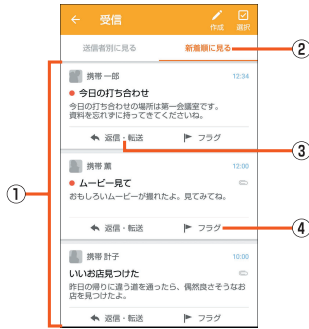 受信
作成
選択
送信者別に見る
新着順に見る
②
①
携帯 一郎
12:34
今日の打ち合わせ
今日の打ち合わせの場所は第一会議室です。
資料を忘れずに持ってきてくださいね。
返信・転送
フラグ
③
携帯 薫
12:00
ムービー見て
おもしろいムービーが撮れたよ。見てみてね。
返信・転送
フラグ
④
携帯 計子
10:00
いいお店見つけた
昨日の帰りに違う道を通ったら、偶然良さそうなお
店を見つけたよ。
返信・転送
フラグ